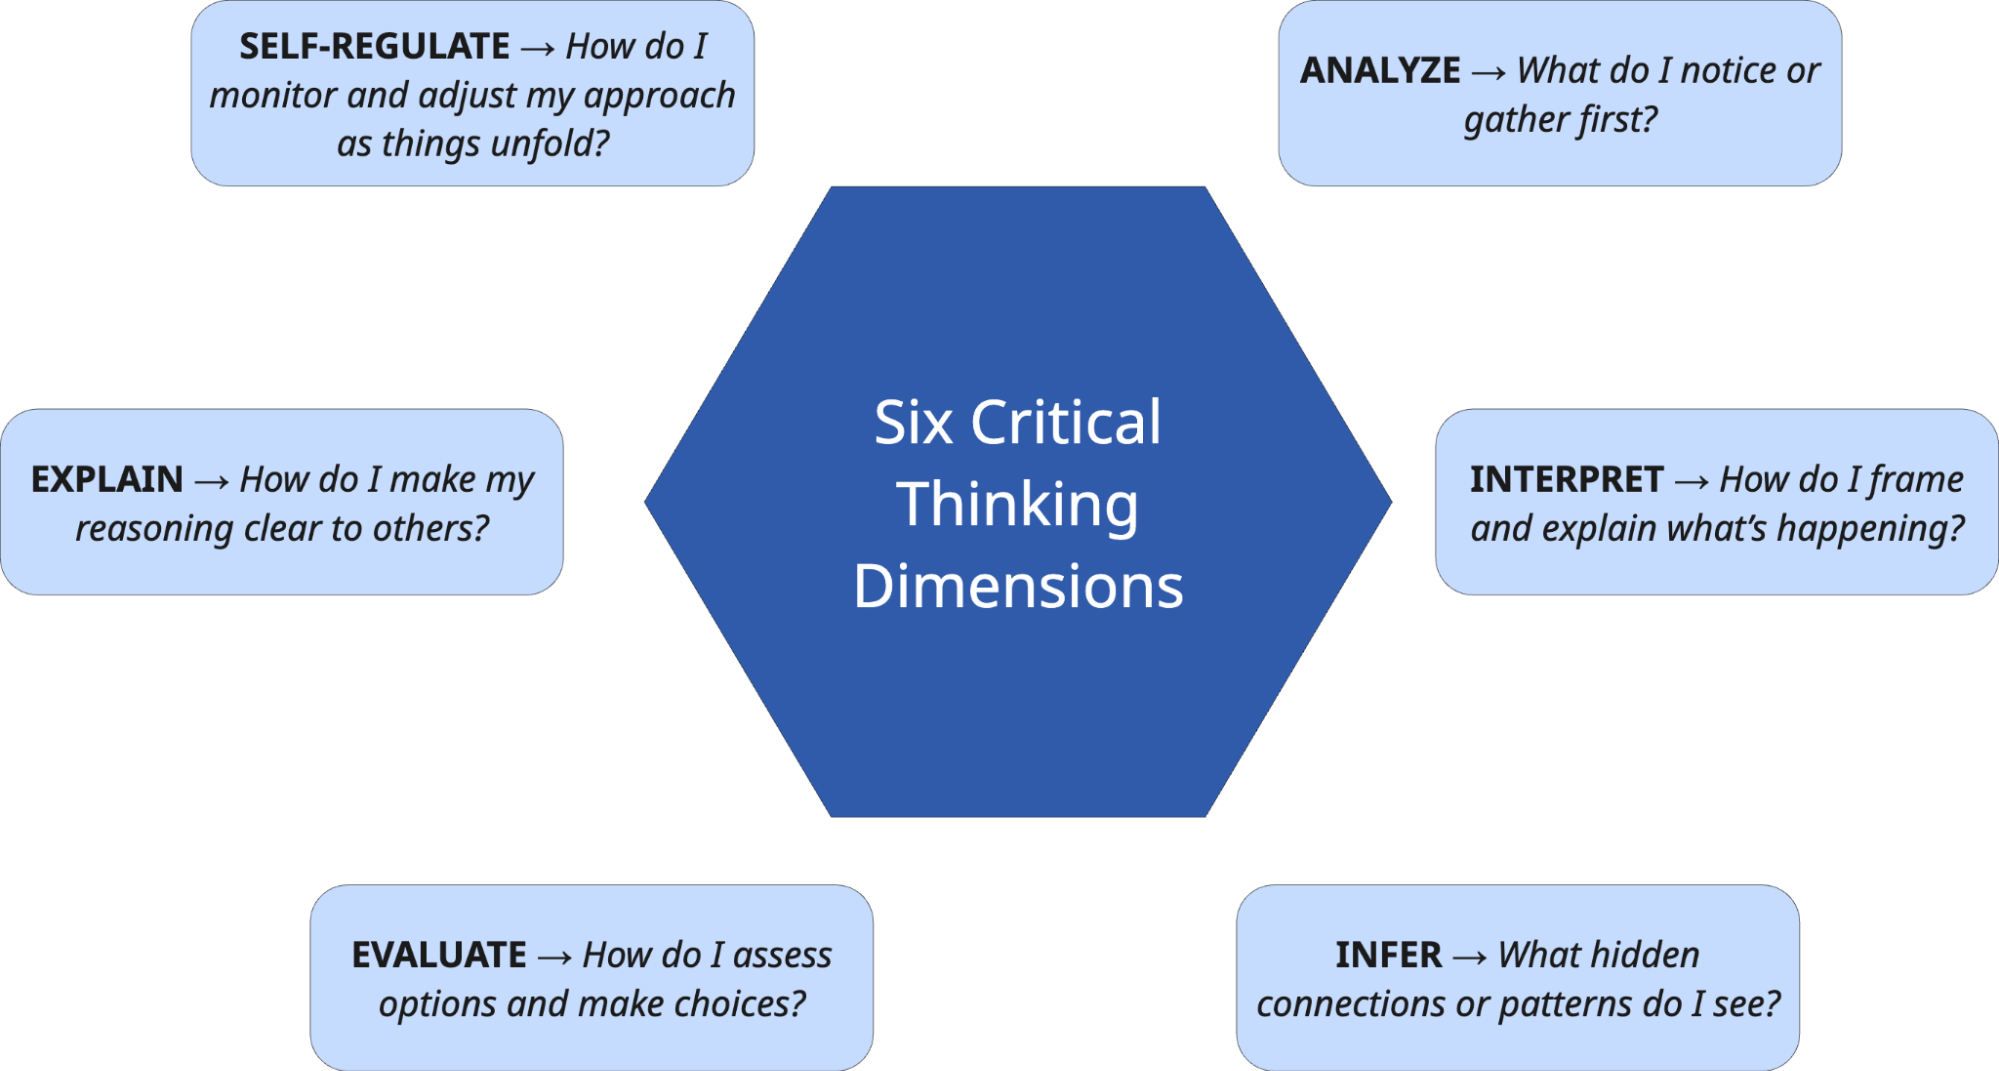 SELF-REGULATE → How do I
monitor and adjust my approach
as things unfold?
ANALYZE → What do I notice or
gather first?
EXPLAIN → How do I make my
reasoning clear to others?
Six Critical
Thinking
Dimensions
INTERPRET → How do I frame
and explain what’s happening?
EVALUATE → How do I assess
options and make choices?
INFER → What hidden
connections or patterns do I see?